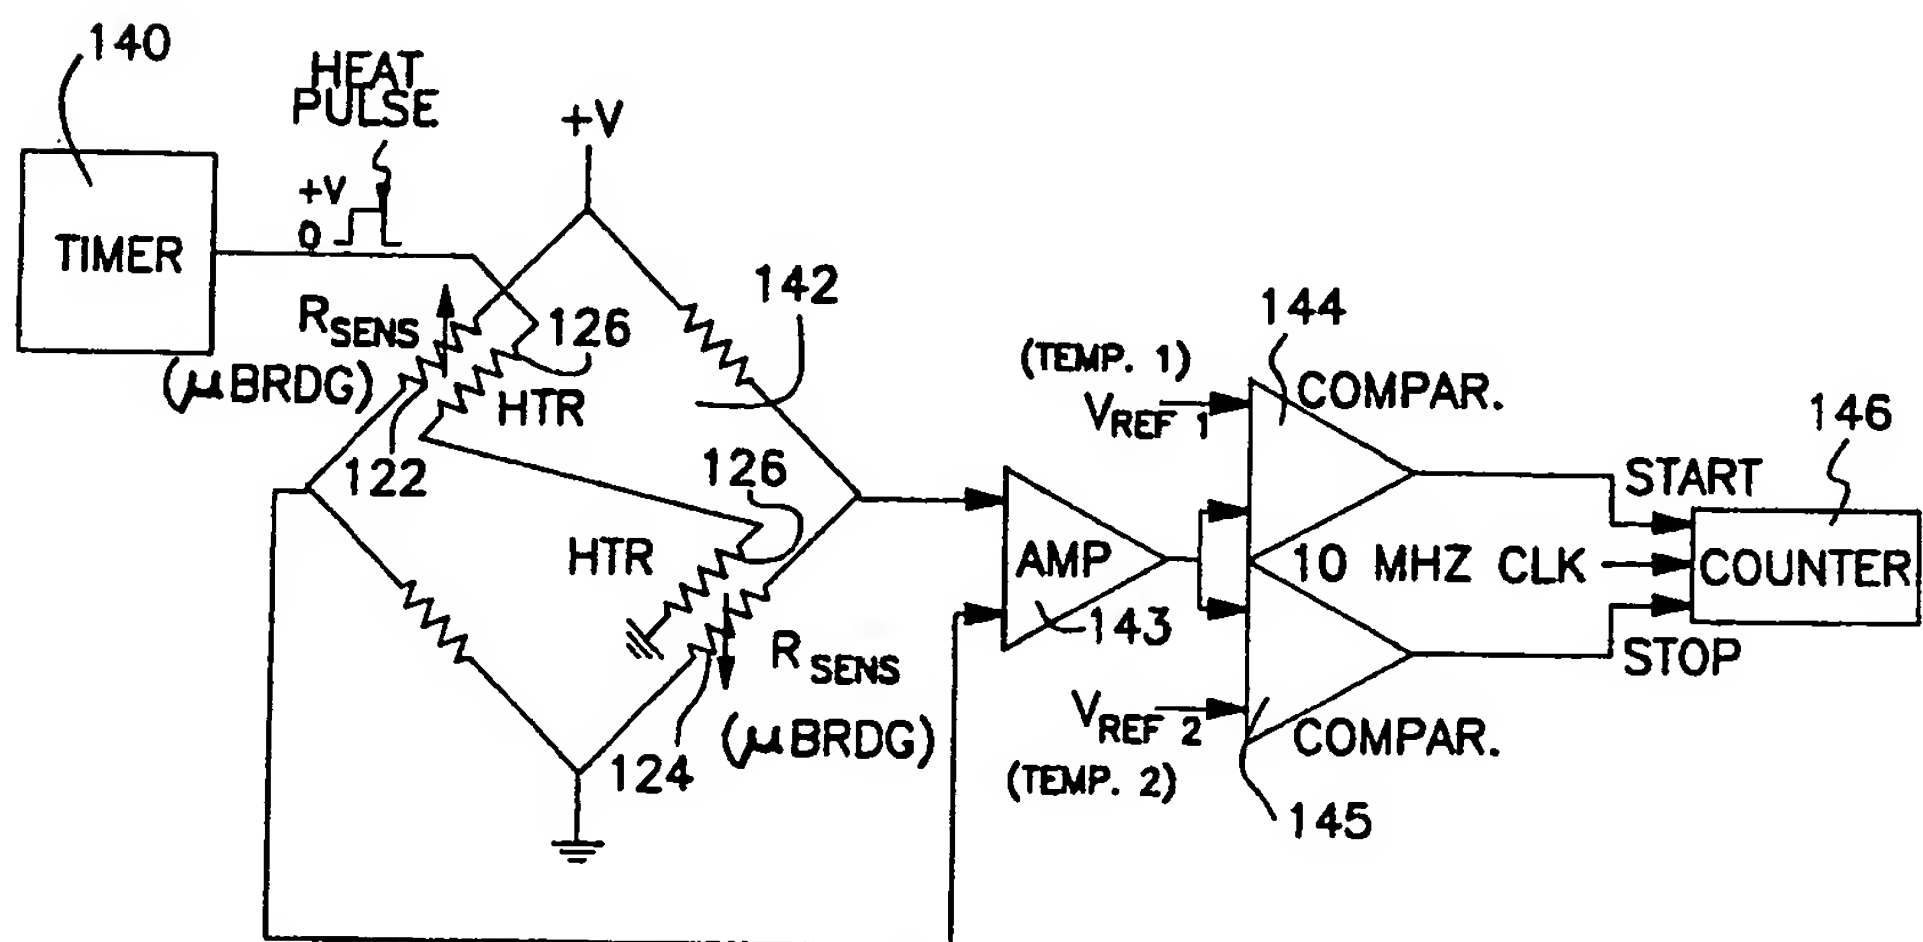 140
HEAT
PULSE
+V
+V
0
TIMER
142
144
RSENS
126
(TEMP. 1)
COMPAR.
(μBRDG)
HTR
VREF 1
146
122
126
START
HTR
AMP
10 MHZ CLK
COUNTER
143
RSENS
STOP
(μBRDG)
VREF 2
COMPAR.
124
(TEMP. 2)
145